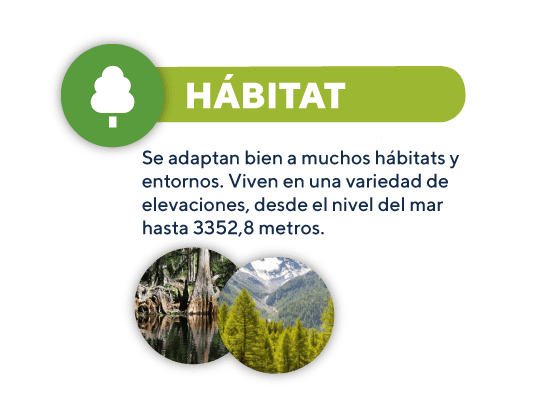 HÁBITAT
Se adaptan bien a muchos hábitats y
entornos. Viven en una variedad de
elevaciones, desde el nivel del mar
hasta 3352,8 metros.